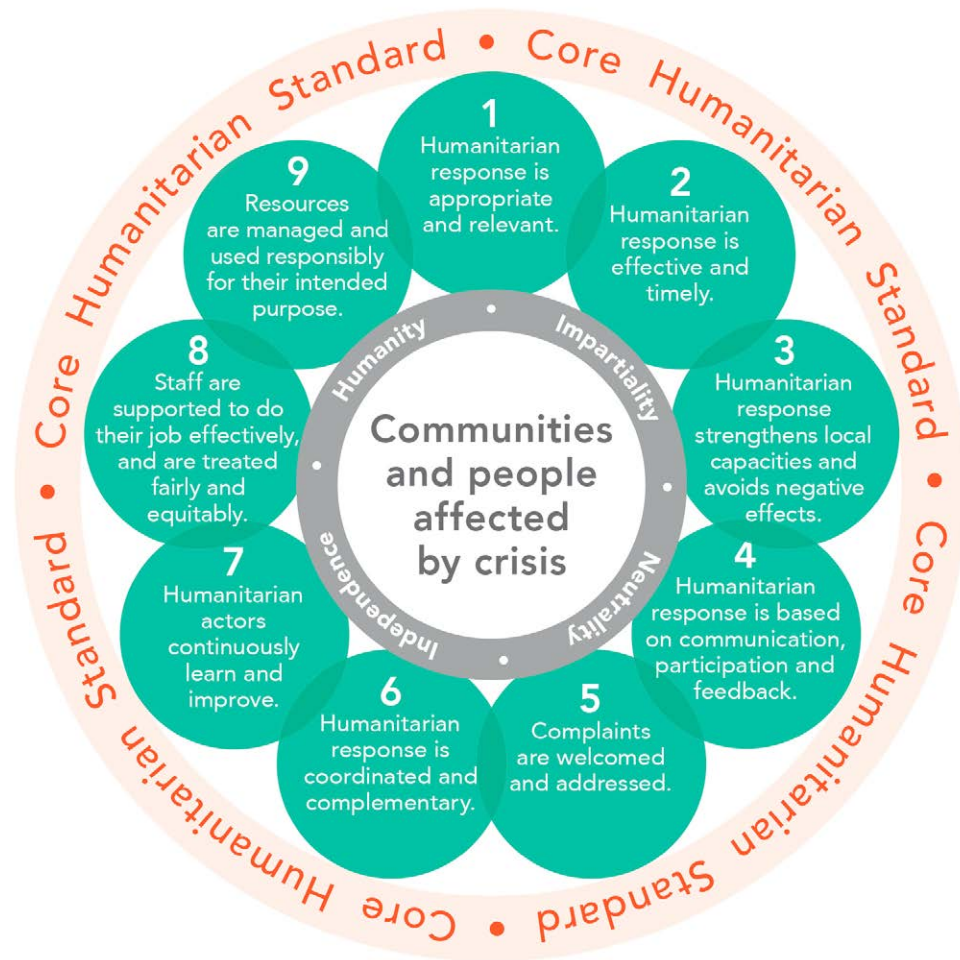 Core Humanitarian Standard • Core Humanitarian Standard • Core Humanitarian Standard • Core Humanitarian Standard •
1
Humanitarian
response is
appropriate
and relevant.
2
Humanitarian
response is
effective and
timely.
3
Humanitarian
response
strengthens local
capacities and
avoids negative
effects.
4
Humanitarian
response is based
on communication,
participation and
feedback.
5
Complaints
are welcomed
and addressed.
6
Humanitarian
response is
coordinated and
complementary.
7
Humanitarian
actors
continuously
learn and
improve.
8
Staff are
supported to do
their job effectively,
and are treated
fairly and
equitably.
9
Resources
are managed and
used responsibly
for their intended
purpose.
Humanity • Impartiality • Neutrality • Independence •
Communities
and people
affected
by crisis